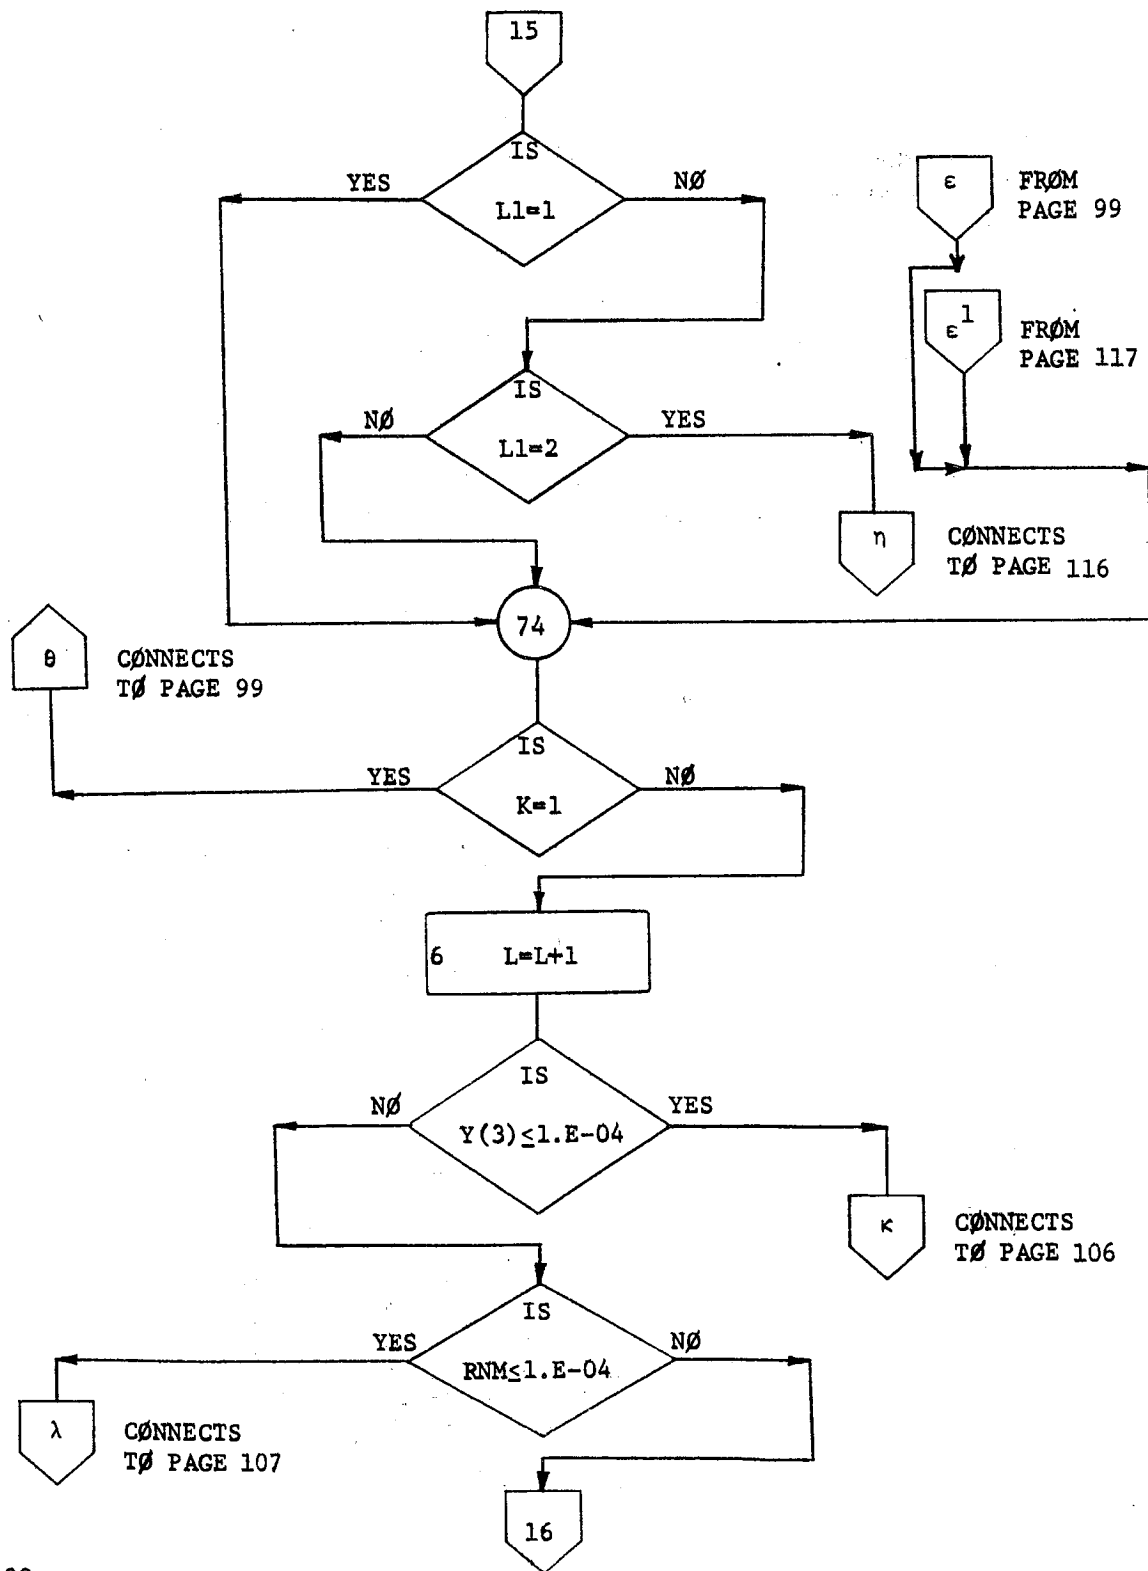 15
IS
L1=1
YES
NØ
ε
FRØM
PAGE 99
ε1
FRØM
PAGE 117
IS
L1=2
NØ
YES
η
CØNNECTS
TØ PAGE 116
74
θ
CØNNECTS
TØ PAGE 99
IS
K=1
YES
NØ
6 L=L+1
IS
Y(3)≤1.E-04
NØ
YES
κ
CØNNECTS
TØ PAGE 106
IS
RNM≤1.E-04
YES
NØ
λ
CØNNECTS
TØ PAGE 107
16